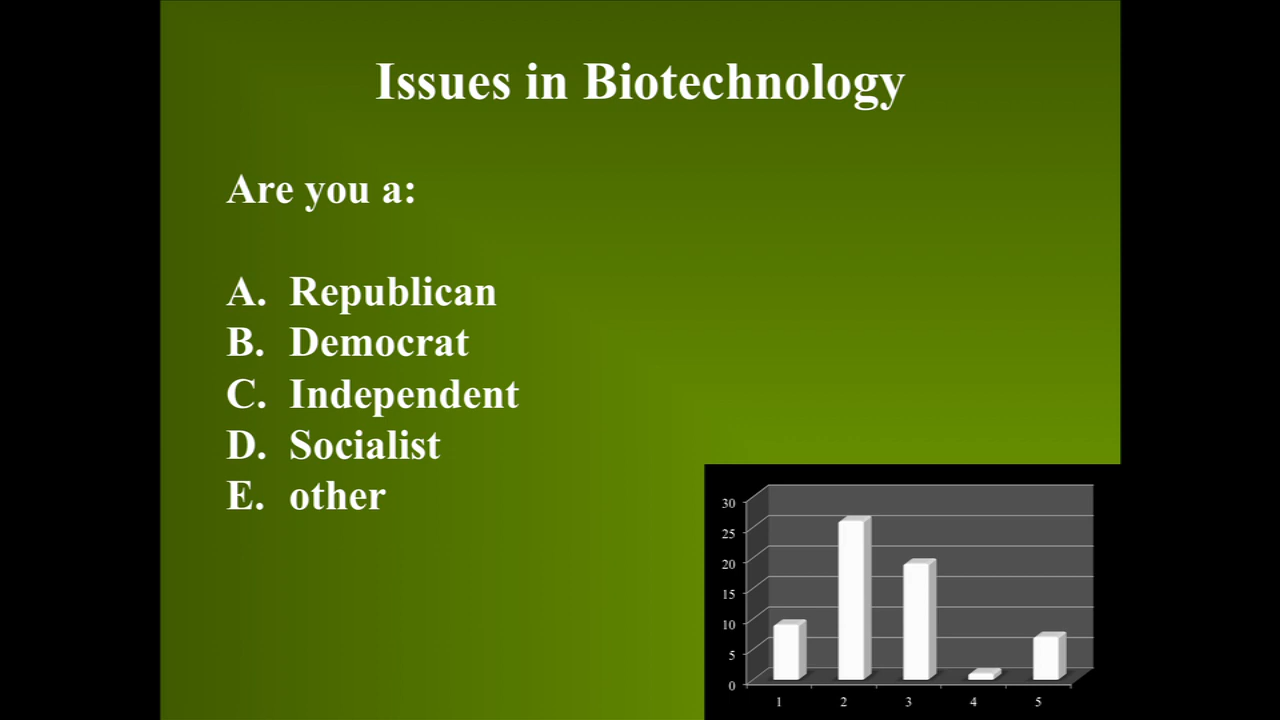 Issues in Biotechnology
Are you a:
A. Republican
B. Democrat
C. Independent
D. Socialist
E. other
30
25
20
15
10
5
0
1 2 3 4 5